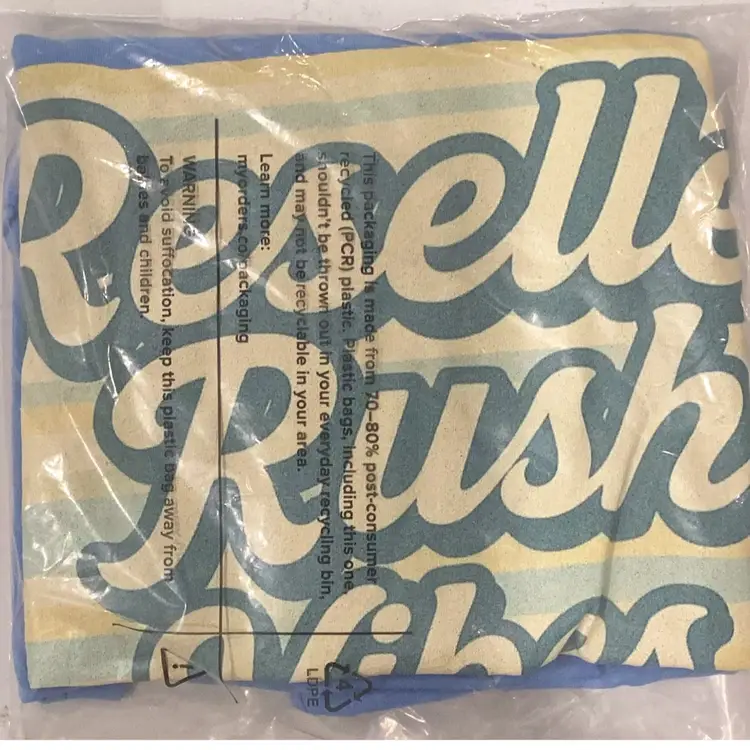 Reselle
Rush
Vibes
This packaging is made from 70–80% post-consumer
recycled (PCR) plastic. Plastic bags, including this one,
shouldn't be thrown out in your everyday recycling bin,
and may not be recyclable in your area.
Learn more:
myorders.co/packaging
WARNING
To avoid suffocation, keep this plastic bag away from
babies and children.
4
LDPE